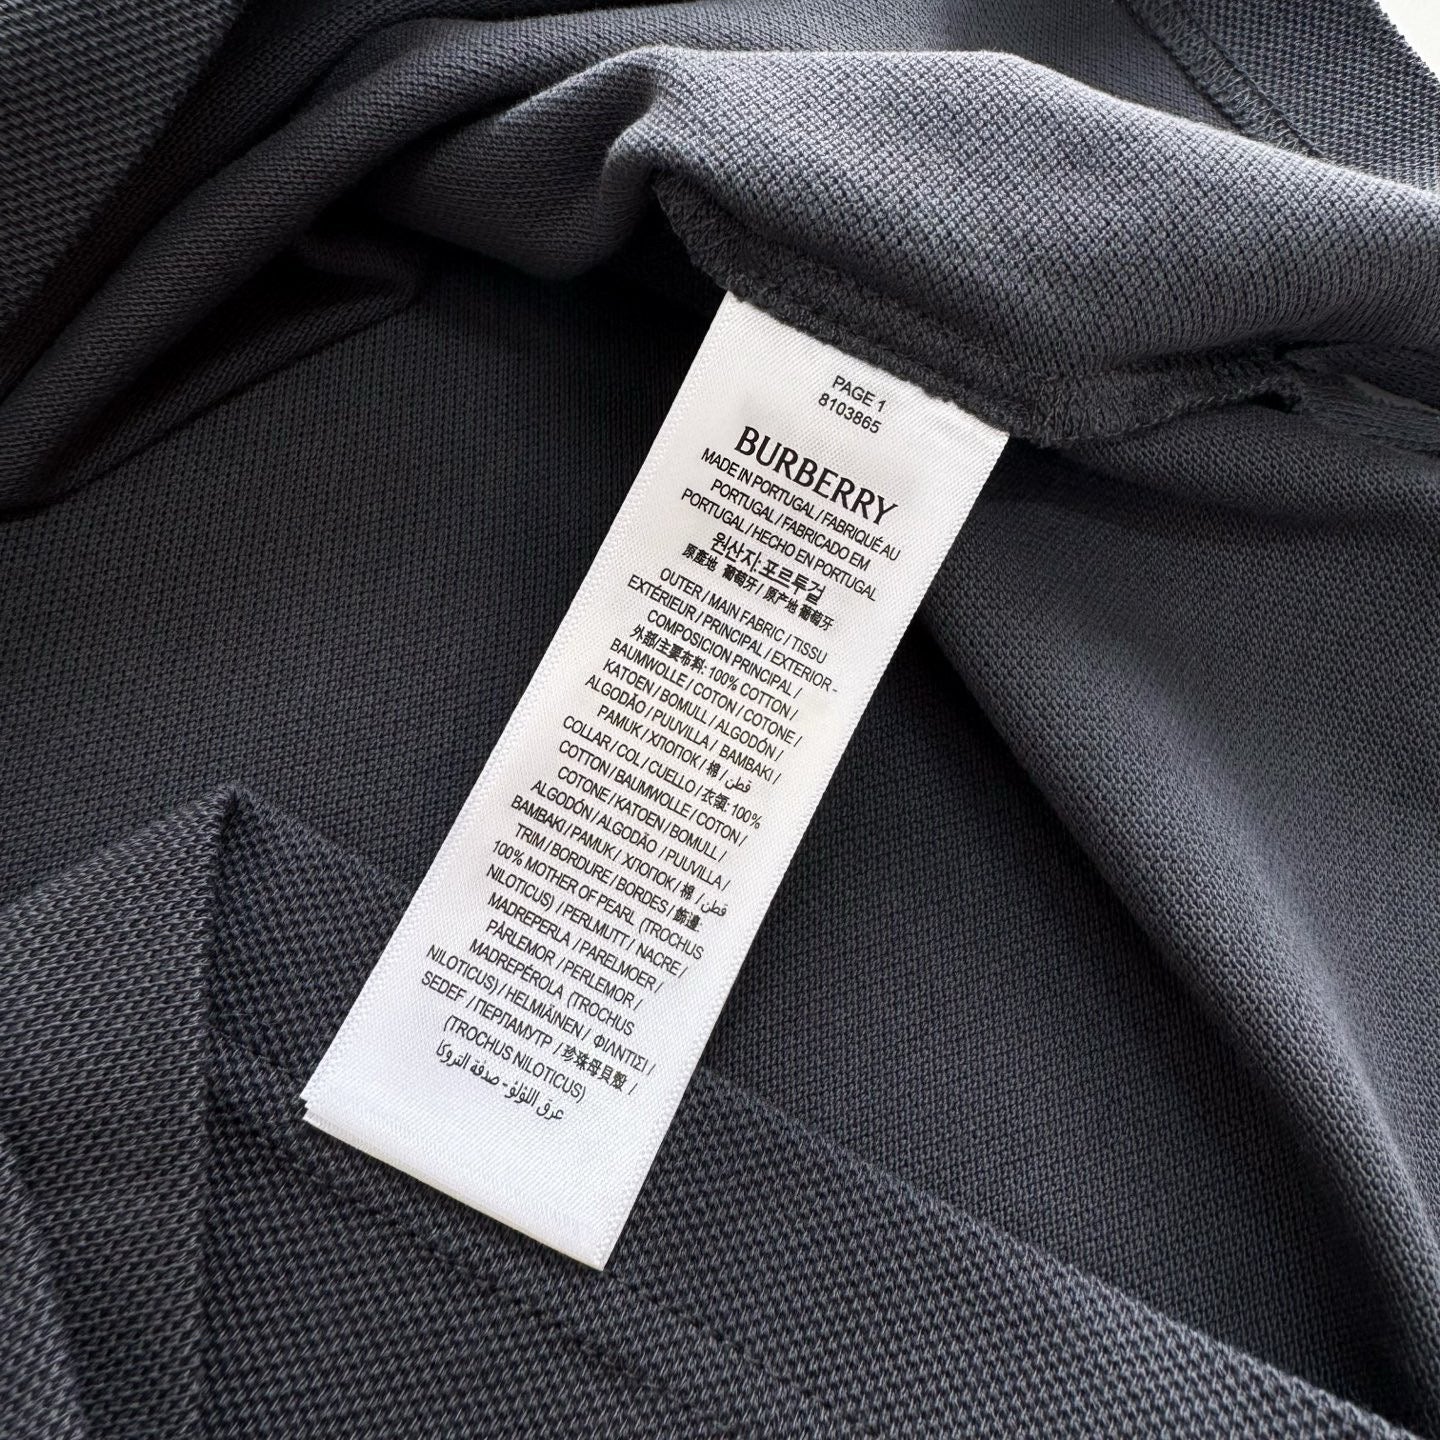 PAGE 1
8103865
BURBERRY
MADE IN PORTUGAL / FABRIQUÉ AU
PORTUGAL / FABRICADO EM
PORTUGAL / HECHO EN PORTUGAL
원산지: 포르투갈
原產地 葡萄牙 / 原产地 葡萄牙
OUTER / MAIN FABRIC / TISSU
EXTÉRIEUR / PRINCIPAL / EXTERIOR -
COMPOSICION PRINCIPAL /
外部/主要布料: 100% COTTON /
BAUMWOLLE / COTON / COTONE /
KATOEN / BOMULL / ALGODÓN /
ALGODÃO / PUUVILLA / BAMBAKI /
PAMUK / ХЛОПОК / 棉 / قطن
COLLAR / COL / CUELLO / 衣領: 100%
COTTON / BAUMWOLLE / COTON /
COTONE / KATOEN / BOMULL /
ALGODÓN / ALGODÃO / PUUVILLA /
BAMBAKI / PAMUK / ХЛОПОК / 棉 / قطن
TRIM / BORDURE / BORDES / 飾邊:
100% MOTHER OF PEARL (TROCHUS
NILOTICUS) / PERLMUTT / NACRE /
MADREPERLA / PARELMOER /
PÄRLEMOR / PERLEMOR /
MADREPÉROLA (TROCHUS
NILOTICUS) / HELMIÄINEN / ΦΙΛΝΤΙΣΙ /
SEDEF / ПЕРЛАМУТР / 珍珠母貝殼 /
(TROCHUS NILOTICUS)
عرق اللؤلؤ - صدفة التروكا